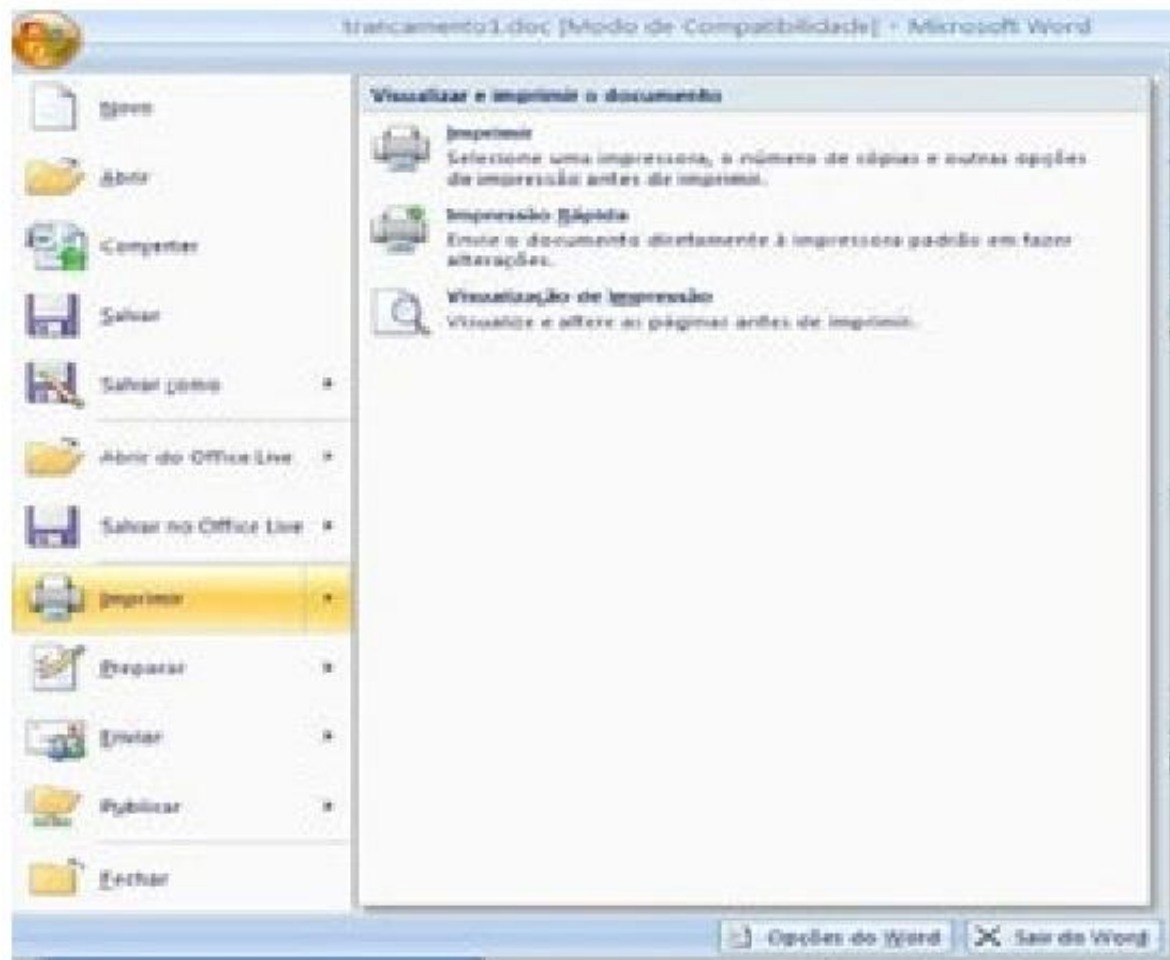 trancamento1.doc [Modo de Compatibilidade] - Microsoft Word
Novo
Abrir
Converter
Salvar
Salvar como
Abrir do Office Live
Salvar no Office Live
Imprimir
Preparar
Enviar
Publicar
Fechar
Visualizar e imprimir o documento
Imprimir
Selecione uma impressora, o número de cópias e outras opções
de impressão antes de imprimir.
Impressão Rápida
Envie o documento diretamente à impressora padrão em fazer
alterações.
Visualização de Impressão
Visualize e altere as páginas antes de imprimir.
Opções do Word
Sair do Word